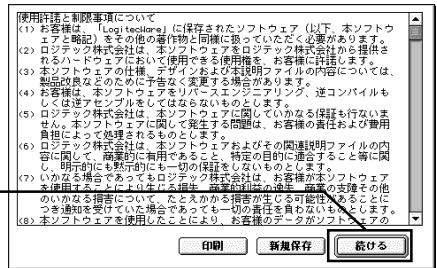 使用許諾と制限事項について
(1) お客様は、「LogitecWare」に保存されたソフトウェア（以下、本ソフトウ
ェアと略記）をその他の著作物と同様に扱っていただく必要があります。
(2) ロジテック株式会社は、本ソフトウェアをロジテック株式会社から提供さ
れるハードウェアにおいて使用できる使用権を、お客様に許諾します。
(3) 本ソフトウェアの仕様、デザインおよび本説明ファイルの内容については、
製品改良などのために予告なく変更する場合があります。
(4) お客様は、本ソフトウェアをリバースエンジニアリング、逆コンパイルも
しくは逆アセンブルをしてはならないものとします。
(5) ロジテック株式会社は、本ソフトウェアに関していかなる保証も行ないま
せん。本ソフトウェアに関して発生する問題は、お客様の責任および費用
負担によって処理されるものとします。
(6) ロジテック株式会社は、本ソフトウェアおよびその関連説明ファイルの内
容に関して、商業的に有用であること、特定の目的に適合すること等に関
し、明示的にも黙示的にも一切の保証をしないものとします。
(7) いかなる場合であってもロジテック株式会社は、お客様が本ソフトウェア
を使用することにより生じる損失、商業的利益の逸失、商業の支障その他
のいかなる損害について、たとえかかる損害が生じる可能性があることに
つき通知を受けていた場合であっても一切の責任を負わないものとします。
(8) 本ソフトウェアを使用したことにより、お客様のデータがソフトウェアの
印刷 新規保存 続ける